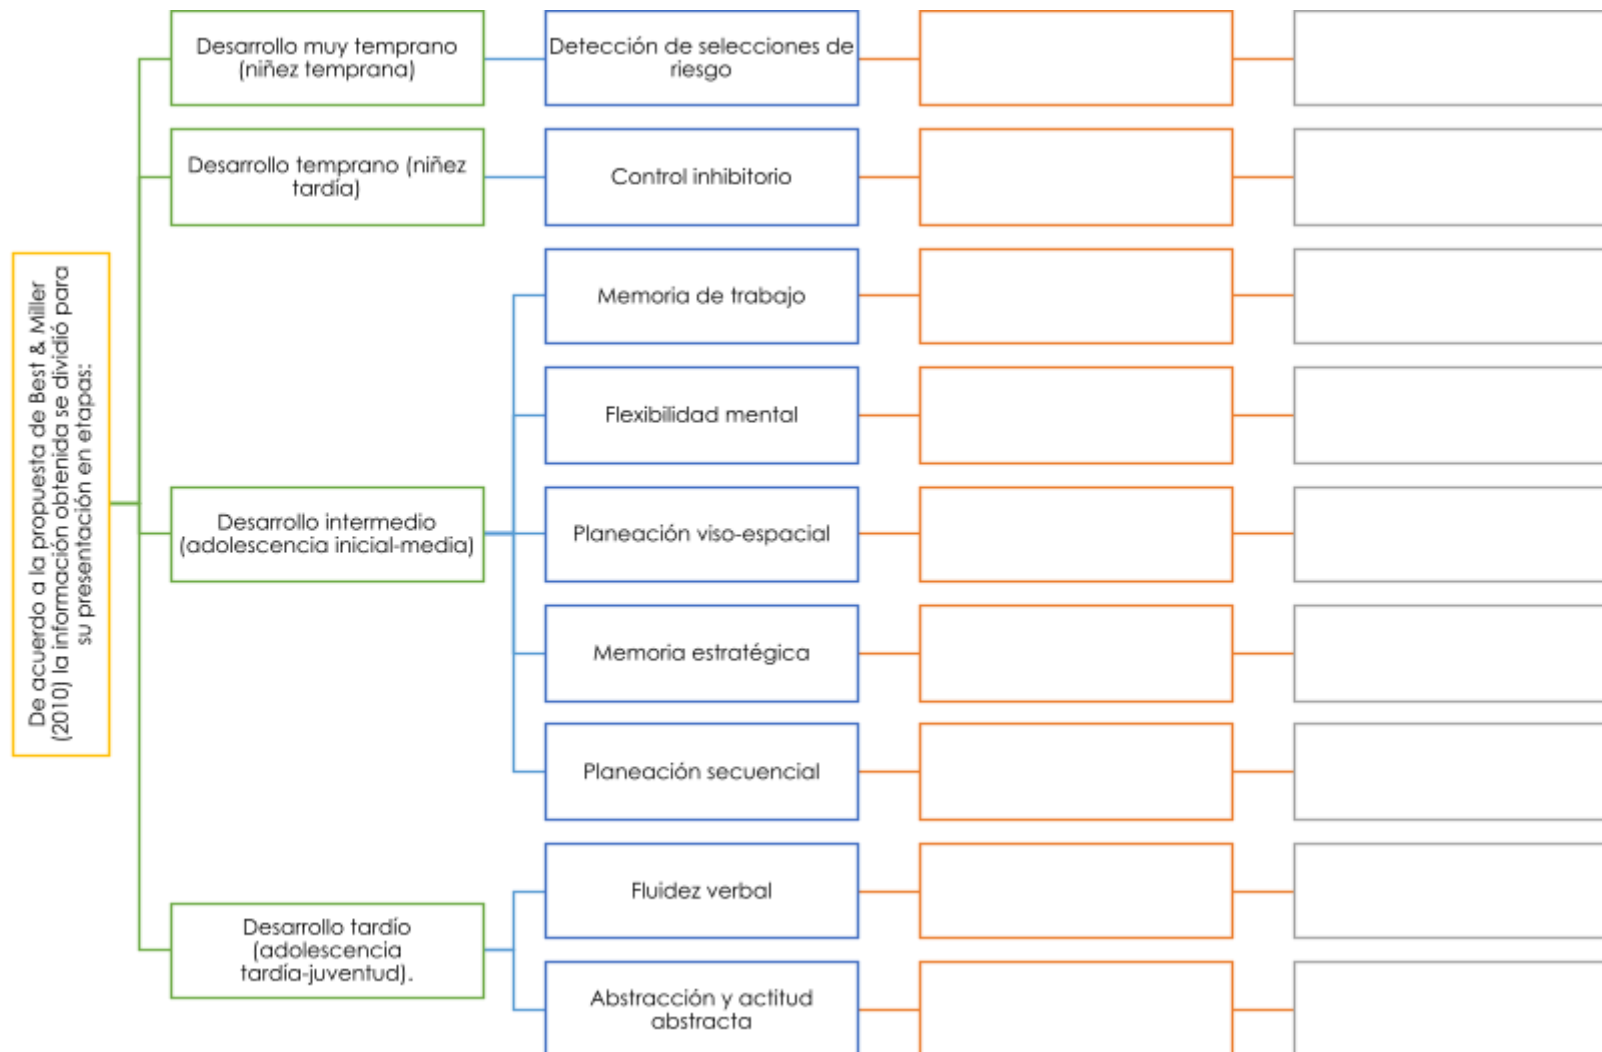 De acuerdo a la propuesta de Best & Miller
(2010) la información obtenida se dividió para
su presentación en etapas:
Desarrollo muy temprano
(niñez temprana)
Detección de selecciones de
riesgo
Desarrollo temprano (niñez
tardía)
Control inhibitorio
Desarrollo intermedio
(adolescencia inicial-media)
Memoria de trabajo
Flexibilidad mental
Planeación viso-espacial
Memoria estratégica
Planeación secuencial
Desarrollo tardío
(adolescencia
tardía-juventud).
Fluidez verbal
Abstracción y actitud
abstracta